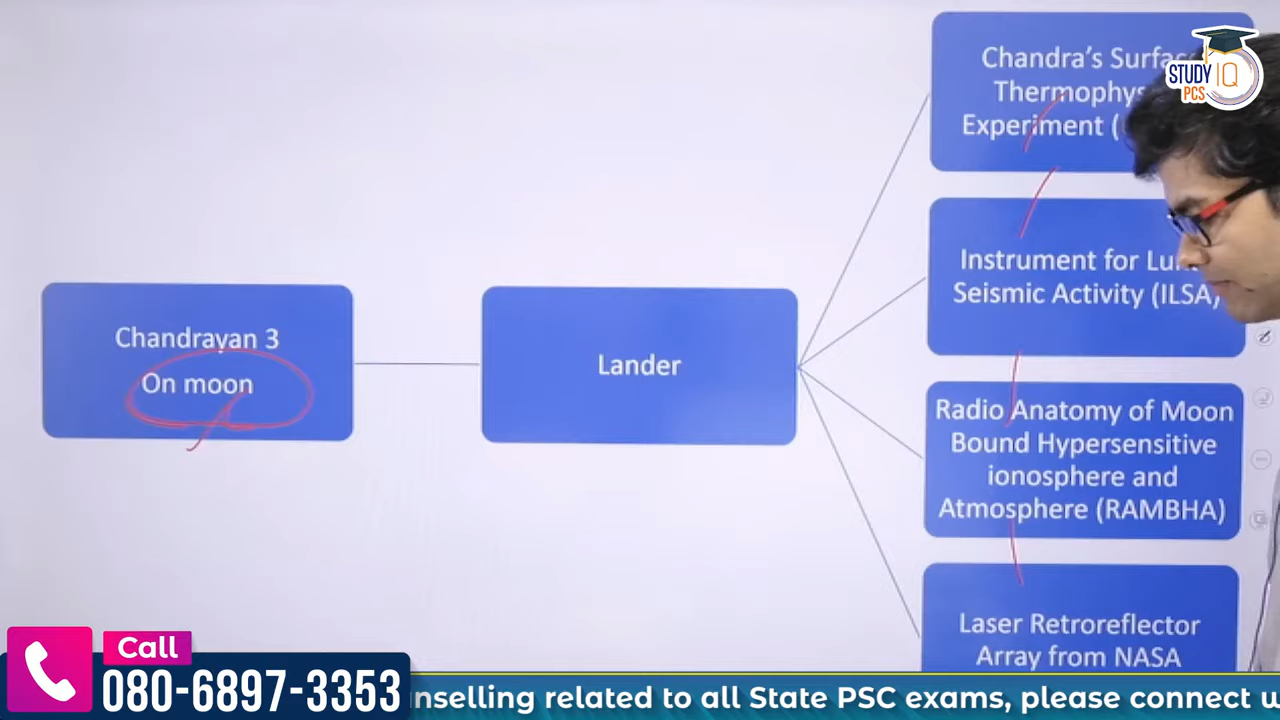 Chandra's
Thermophys
Experiment (
STUDY IQ
PCS
Instrument for
Seismic Activity (ILSA)
Chandrayan 3
On moon
Lander
Radio Anatomy of Moon
Bound Hypersensitive
ionosphere and
Atmosphere (RAMBHA)
Laser Retroreflector
Array from NASA
Call
080-6897-3353
nselling related to all State PSC exams, please connect u